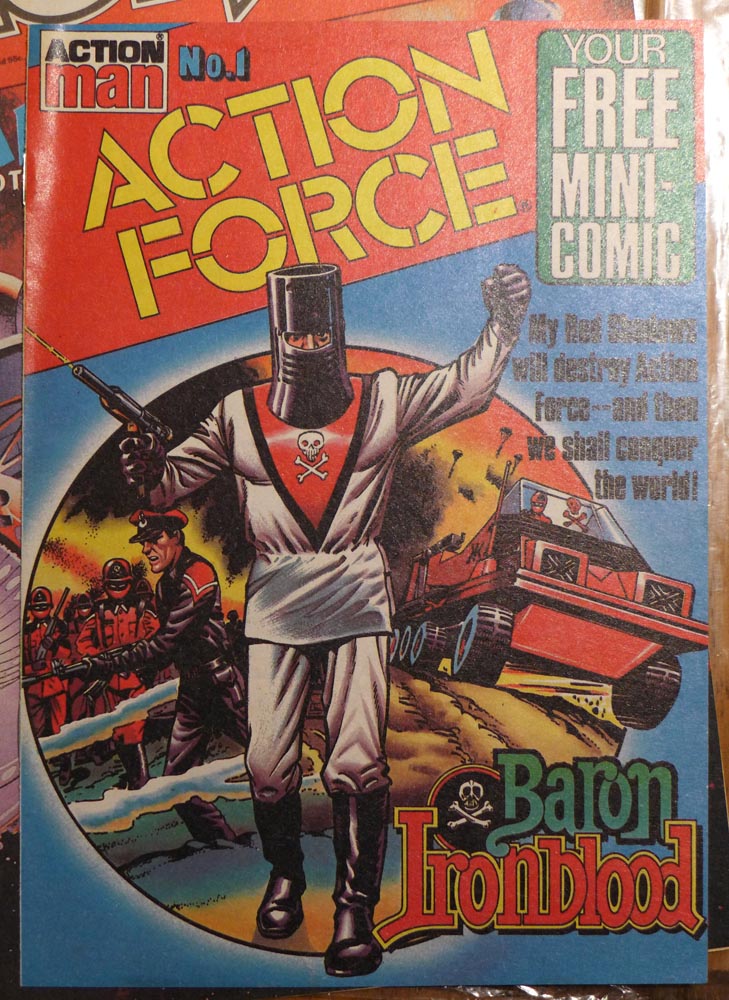 ACTION
man
No.1
ACTION
FORCE
YOUR
FREE
MINI-
COMIC
My Red Shadows
will destroy Action
Force--and then
we shall conquer
the world!
Baron
Ironblood